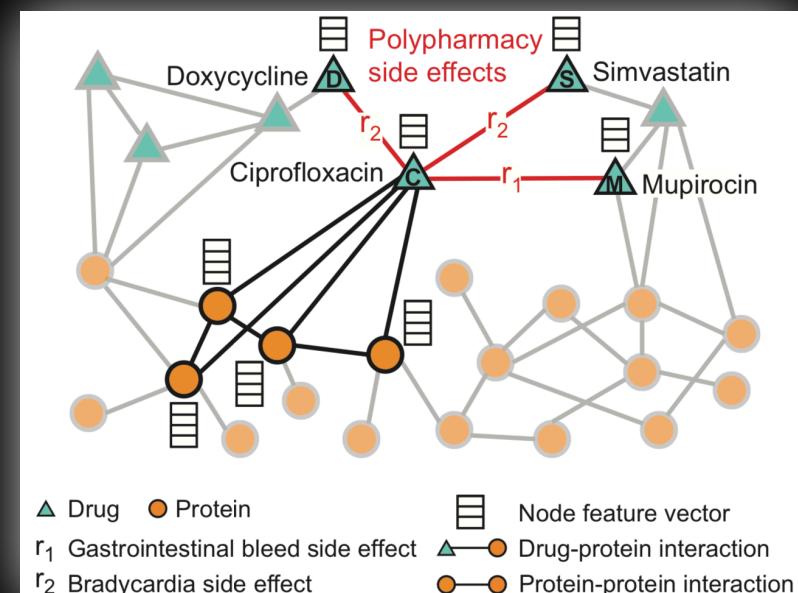 Polypharmacy
side effects
Doxycycline
D
S
Simvastatin
r2
r2
Ciprofloxacin
C
r1
M
Mupirocin
Drug
Protein
Node feature vector
r1 Gastrointestinal bleed side effect
Drug-protein interaction
r2 Bradycardia side effect
Protein-protein interaction